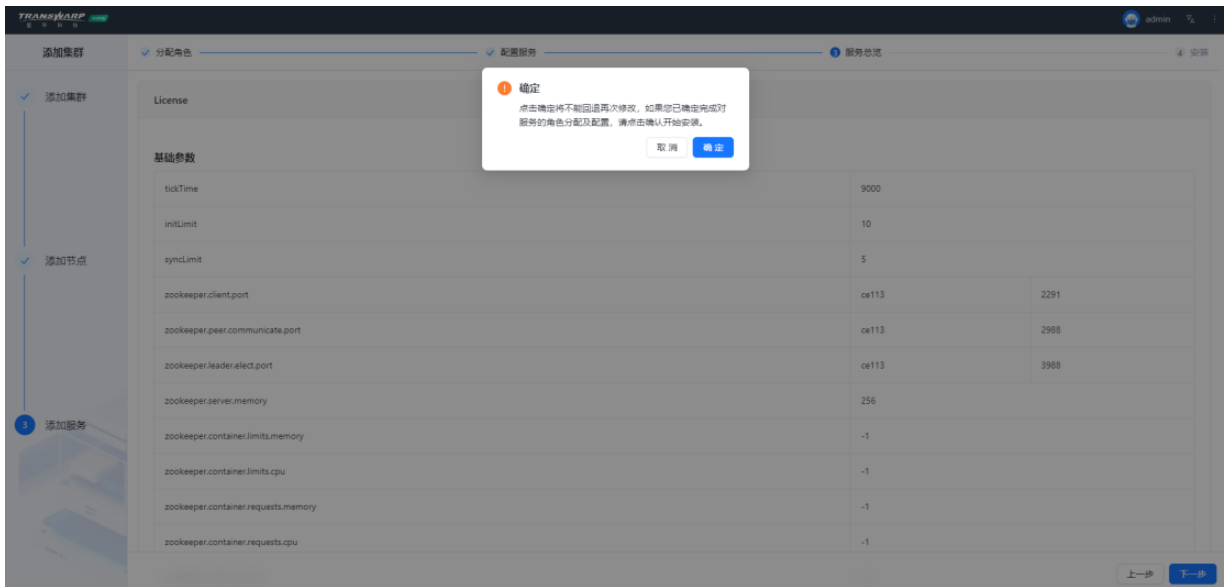 TRANSWARP
星环科技
admin
添加集群
分配角色
配置服务
3 服务总览
4 安装
添加集群
License
确定
点击确定将不能回退再次修改，如果您已确定完成对
服务的角色分配及配置，请点击确认开始安装。
取消 确定
基础参数
tickTime 9000
initLimit 10
添加节点
syncLimit 5
zookeeper.client.port ce113 2291
zookeeper.peer.communicate.port ce113 2988
zookeeper.leader.elect.port ce113 3988
zookeeper.server.memory 256
3 添加服务
zookeeper.container.limits.memory -1
zookeeper.container.limits.cpu -1
zookeeper.container.requests.memory -1
zookeeper.container.requests.cpu -1
上一步 下一步